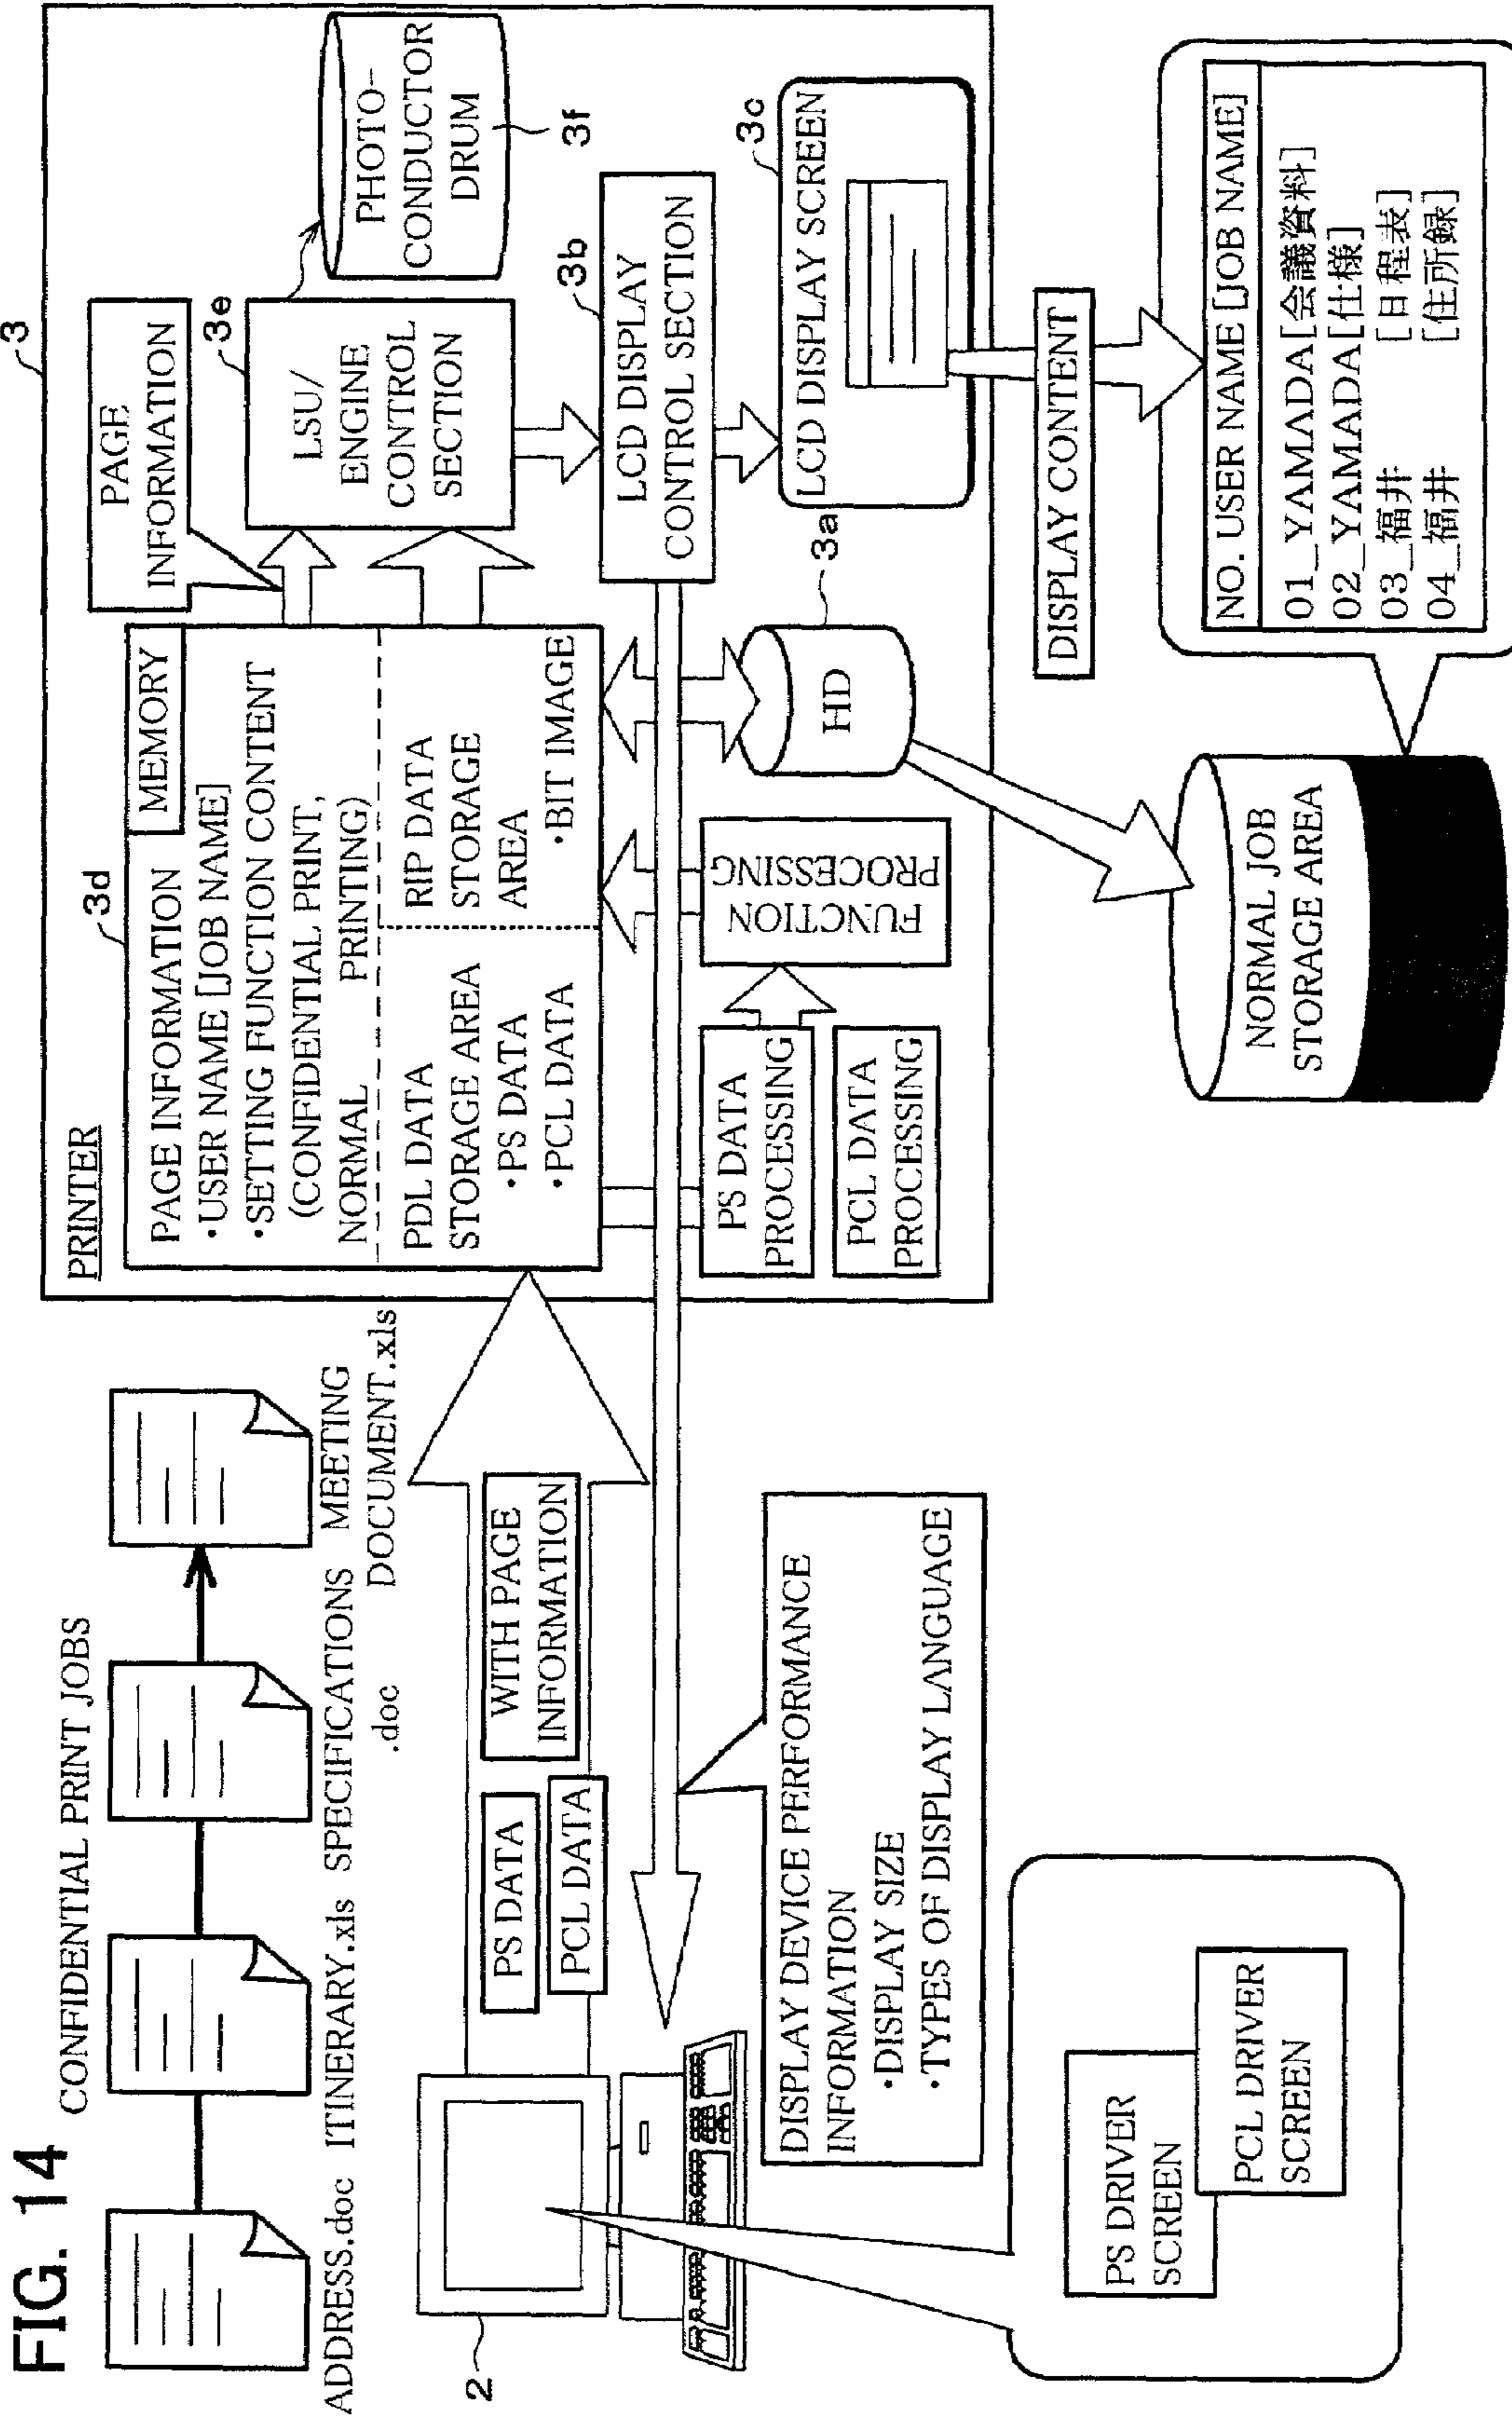 FIG. 14
CONFIDENTIAL PRINT JOBS
ADDRESS.doc
ITINERARY.xls
SPECIFICATIONS
.doc
MEETING
DOCUMENT.xls
2
PS DATA
PCL DATA
WITH PAGE
INFORMATION
DISPLAY DEVICE PERFORMANCE
INFORMATION
・DISPLAY SIZE
・TYPES OF DISPLAY LANGUAGE
PS DRIVER
SCREEN
PCL DRIVER
SCREEN
3
PRINTER
3d
MEMORY
PAGE INFORMATION
・USER NAME [JOB NAME]
・SETTING FUNCTION CONTENT
(CONFIDENTIAL PRINT,
NORMAL PRINTING)
PDL DATA
STORAGE AREA
・PS DATA
・PCL DATA
RIP DATA
STORAGE
AREA
・BIT IMAGE
PAGE
INFORMATION
3e
LSU/
ENGINE
CONTROL
SECTION
PHOTO-
CONDUCTOR
DRUM
3f
3b
LCD DISPLAY
CONTROL SECTION
3c
LCD DISPLAY SCREEN
PS DATA
PROCESSING
PCL DATA
PROCESSING
FUNCTION
PROCESSING
3a
HD
DISPLAY CONTENT
NORMAL JOB
STORAGE AREA
NO. USER NAME [JOB NAME]
01_YAMADA[会議資料]
02_YAMADA[仕様]
03_福井 [日程表]
04_福井 [住所録]